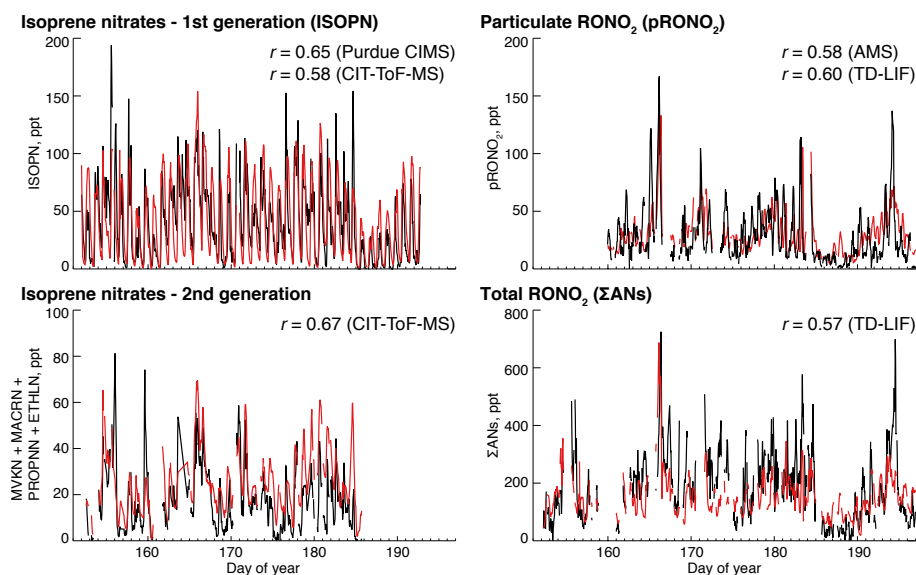 Isoprene nitrates - 1st generation (ISOPN)
r = 0.65 (Purdue CIMS)
r = 0.58 (CIT-ToF-MS)
ISOPN, ppt
200
150
100
50
0
Particulate RONO₂ (pRONO₂)
r = 0.58 (AMS)
r = 0.60 (TD-LIF)
pRONO₂, ppt
200
150
100
50
0
Isoprene nitrates - 2nd generation
r = 0.67 (CIT-ToF-MS)
MVKN + MACRN +
PROPNN + ETHLN, ppt
100
80
60
40
20
0
160 170 180 190
Day of year
Total RONO₂ (ΣANs)
r = 0.57 (TD-LIF)
ΣANs, ppt
800
600
400
200
0
160 170 180 190
Day of year